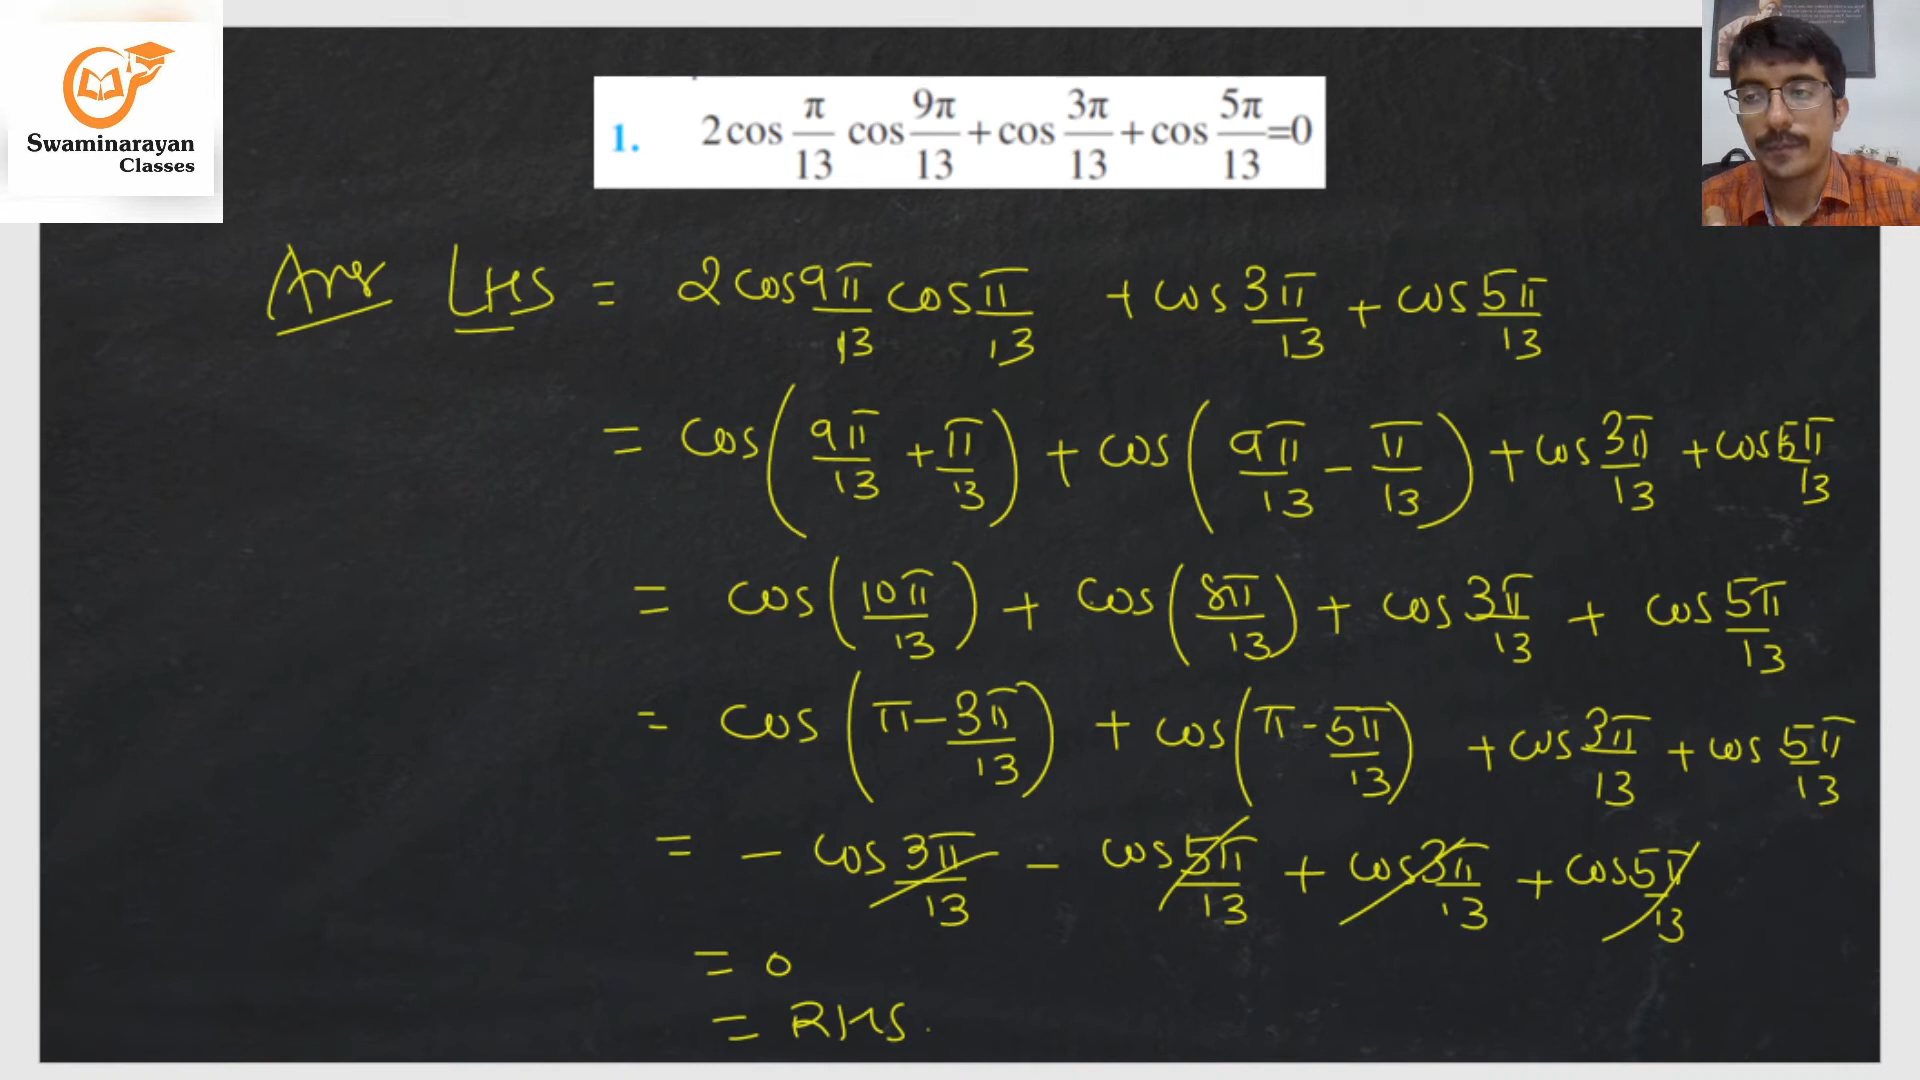 Swaminarayan
Classes
1. 2cos π/13 cos 9π/13 + cos 3π/13 + cos 5π/13 =0
Ans LHS = 2cos 9π/13 cos π/13 + cos 3π/13 + cos 5π/13
= cos(9π/13 + π/13) + cos(9π/13 - π/13) + cos 3π/13 + cos 5π/13
= cos(10π/13) + cos(8π/13) + cos 3π/13 + cos 5π/13
= cos(π - 3π/13) + cos(π - 5π/13) + cos 3π/13 + cos 5π/13
= - cos 3π/13 - cos 5π/13 + cos 3π/13 + cos 5π/13
= 0
= RHS.